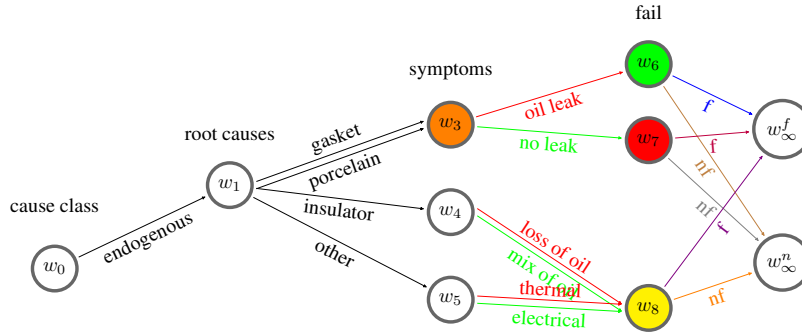 fail
symptoms
root causes
cause class
w₀
endogenous
w₁
gasket
porcelain
insulator
other
w₃
w₄
w₅
oil leak
no leak
loss of oil
mix of oil
thermal
electrical
w₆
w₇
w₈
f
f
nf
nf
f
nf
w∞ᶠ
w∞ⁿ